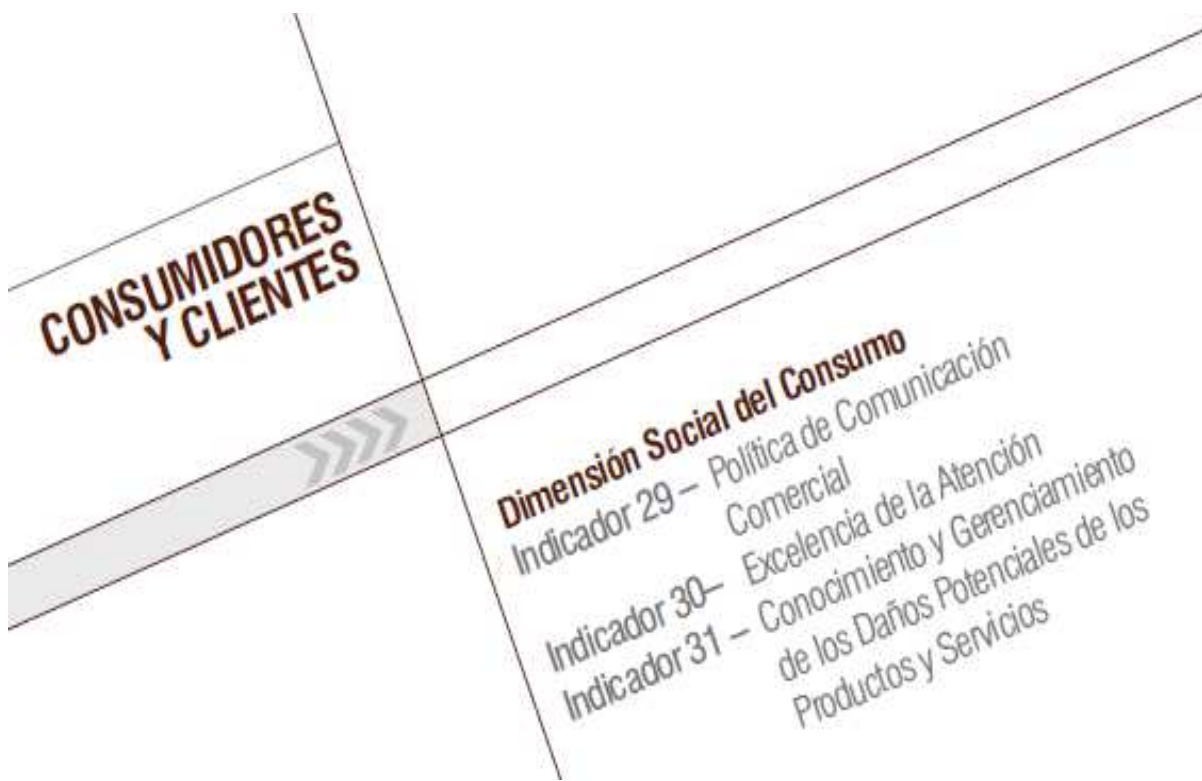 CONSUMIDORES
Y CLIENTES
Dimensión Social del Consumo
Indicador 29 – Política de Comunicación
Comercial
Indicador 30– Excelencia de la Atención
Indicador 31 – Conocimiento y Gerenciamiento
de los Daños Potenciales de los
Productos y Servicios